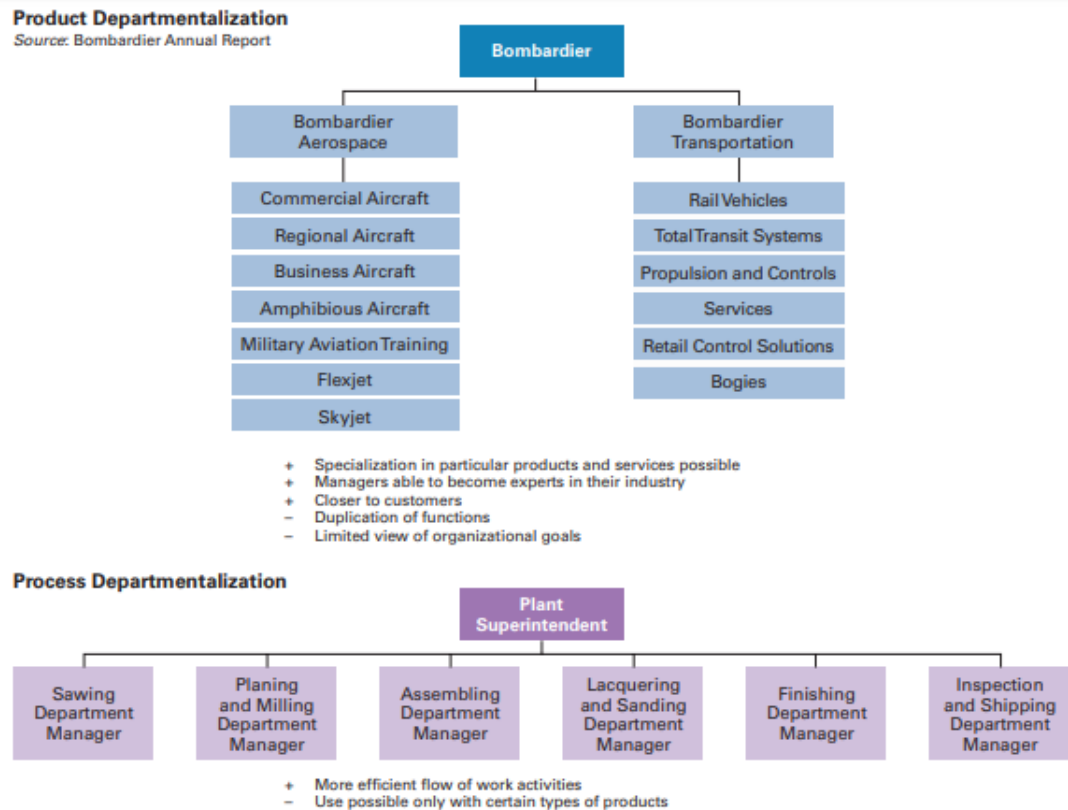 Product Departmentalization
Source: Bombardier Annual Report
Bombardier
Bombardier
Aerospace
Commercial Aircraft
Regional Aircraft
Business Aircraft
Amphibious Aircraft
Military Aviation Training
Flexjet
Skyjet
Bombardier
Transportation
Rail Vehicles
Total Transit Systems
Propulsion and Controls
Services
Retail Control Solutions
Bogies
+ Specialization in particular products and services possible
+ Managers able to become experts in their industry
+ Closer to customers
– Duplication of functions
– Limited view of organizational goals
Process Departmentalization
Plant
Superintendent
Sawing
Department
Manager
Planing
and Milling
Department
Manager
Assembling
Department
Manager
Lacquering
and Sanding
Department
Manager
Finishing
Department
Manager
Inspection
and Shipping
Department
Manager
+ More efficient flow of work activities
– Use possible only with certain types of products